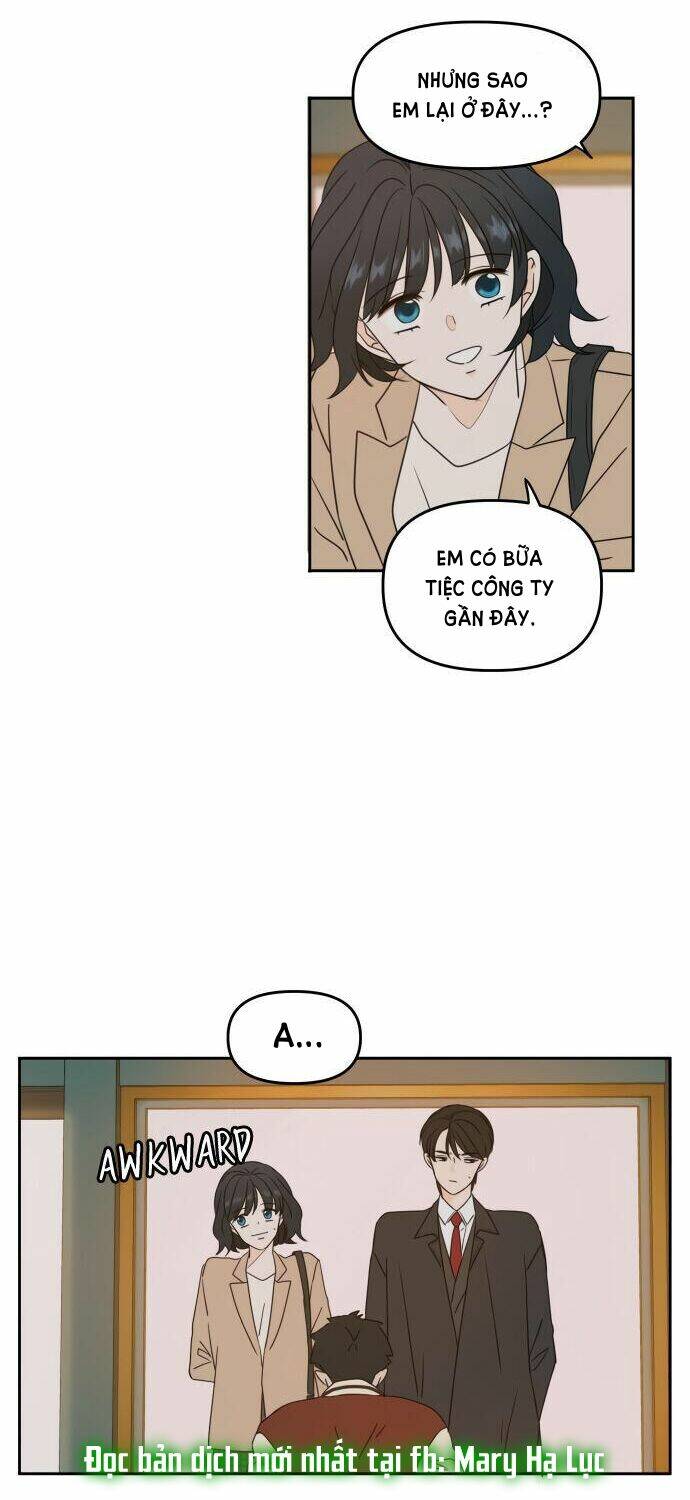 NHƯNG SAO
EM LẠI Ở ĐÂY...?
EM CÓ BỮA
TIỆC CÔNG TY
GẦN ĐÂY.
A...
AWKWARD
Đọc bản dịch mới nhất tại fb: Mary Hạ Lục